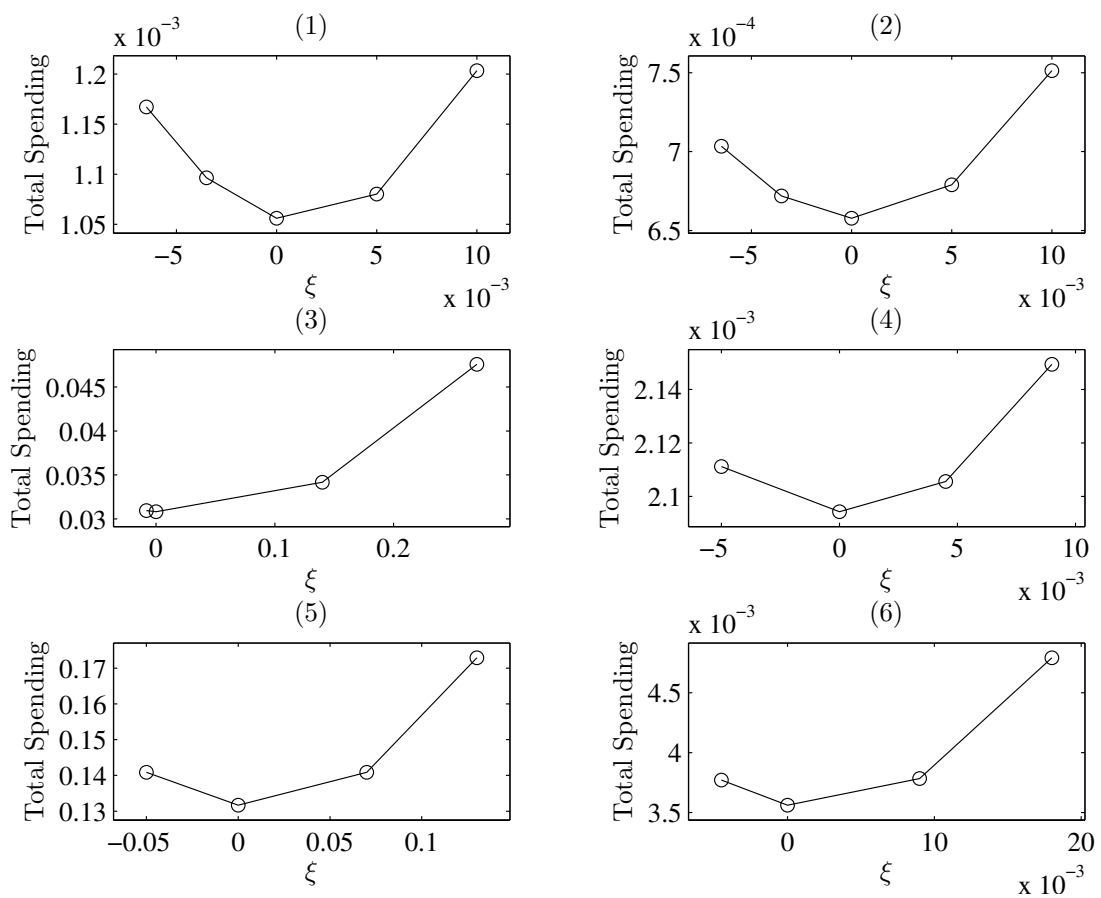 (1)
x 10⁻³
Total Spending
1.2
1.15
1.1
1.05
−5 0 5 10
ξ
x 10⁻³
(2)
x 10⁻⁴
Total Spending
7.5
7
6.5
−5 0 5 10
ξ
x 10⁻³
(3)
Total Spending
0.045
0.04
0.035
0.03
0 0.1 0.2
ξ
(4)
x 10⁻³
Total Spending
2.14
2.12
2.1
−5 0 5 10
ξ
x 10⁻³
(5)
Total Spending
0.17
0.16
0.15
0.14
0.13
−0.05 0 0.05 0.1
ξ
(6)
x 10⁻³
Total Spending
4.5
4
3.5
0 10 20
ξ
x 10⁻³